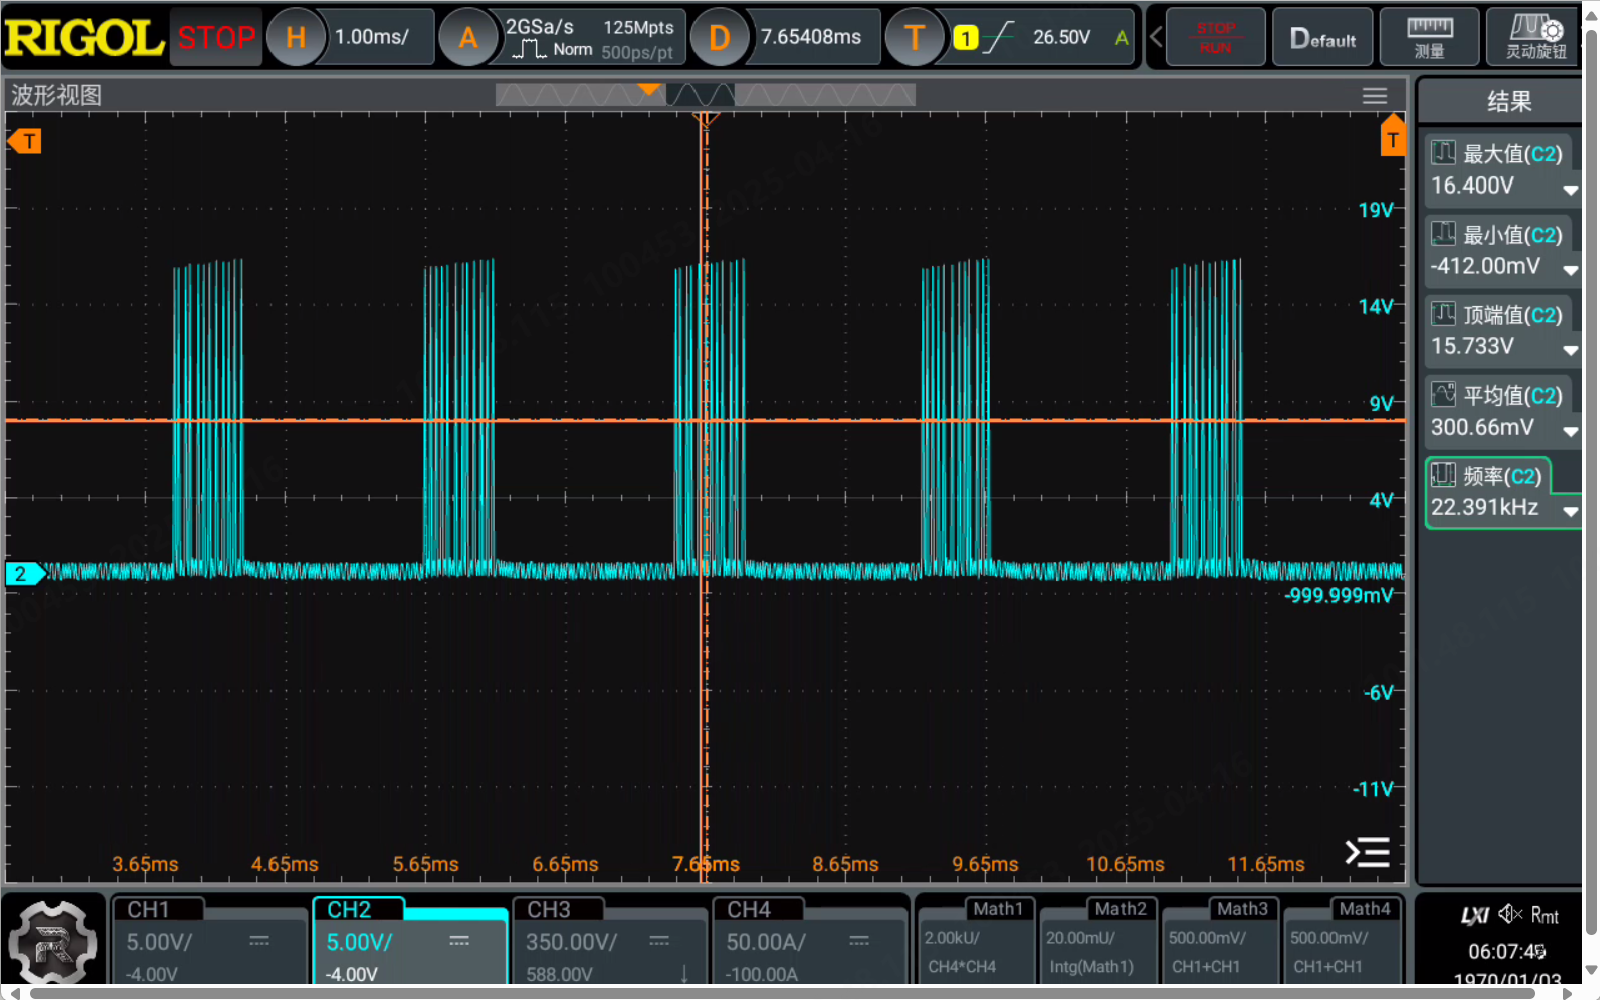 RIGOL STOP H 1.00ms/ A 2GSa/s 125Mpts Norm 500ps/pt D 7.65408ms T 1 26.50V A STOP RUN Default 测量 灵动旋钮
波形视图
T
T
19V
14V
9V
4V
2
-999.999mV
-6V
-11V
3.65ms 4.65ms 5.65ms 6.65ms 7.65ms 8.65ms 9.65ms 10.65ms 11.65ms
结果
最大值(C2)
16.400V
最小值(C2)
-412.00mV
顶端值(C2)
15.733V
平均值(C2)
300.66mV
频率(C2)
22.391kHz
CH1
5.00V/
-4.00V
CH2
5.00V/
-4.00V
CH3
350.00V/
588.00V
CH4
50.00A/
-100.00A
Math1
2.00kU/
CH4*CH4
Math2
20.00mU/
Intg(Math1)
Math3
500.00mV/
CH1+CH1
Math4
500.00mV/
CH1+CH1
LXI Rmt
06:07:4
1970/01/03